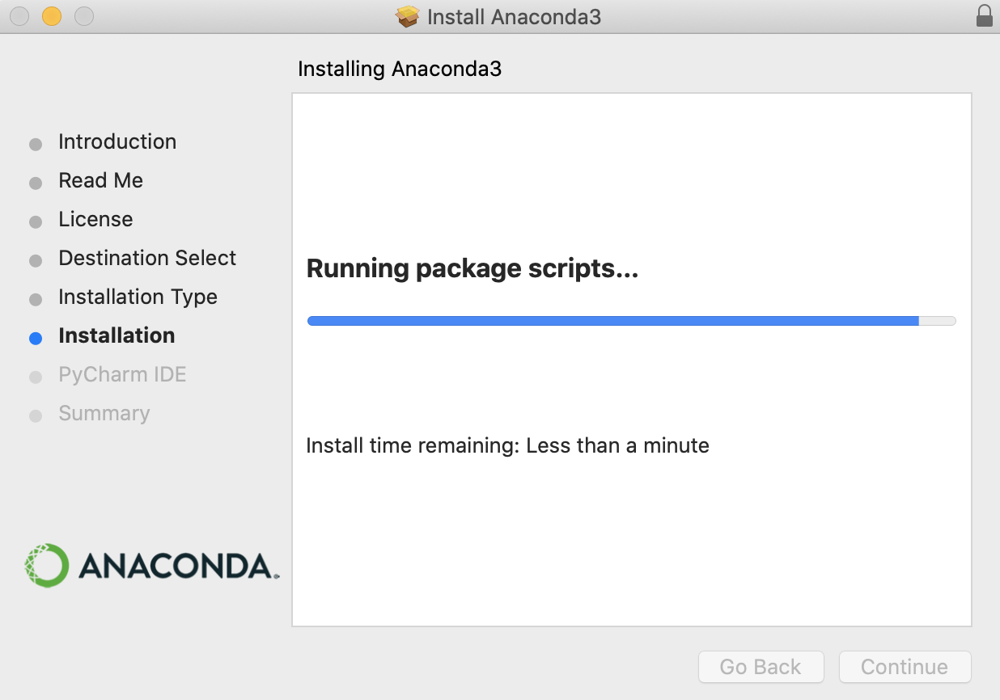 Install Anaconda3
Installing Anaconda3
Introduction
Read Me
License
Destination Select
Installation Type
Installation
PyCharm IDE
Summary
Running package scripts...
Install time remaining: Less than a minute
ANACONDA.
Go Back
Continue